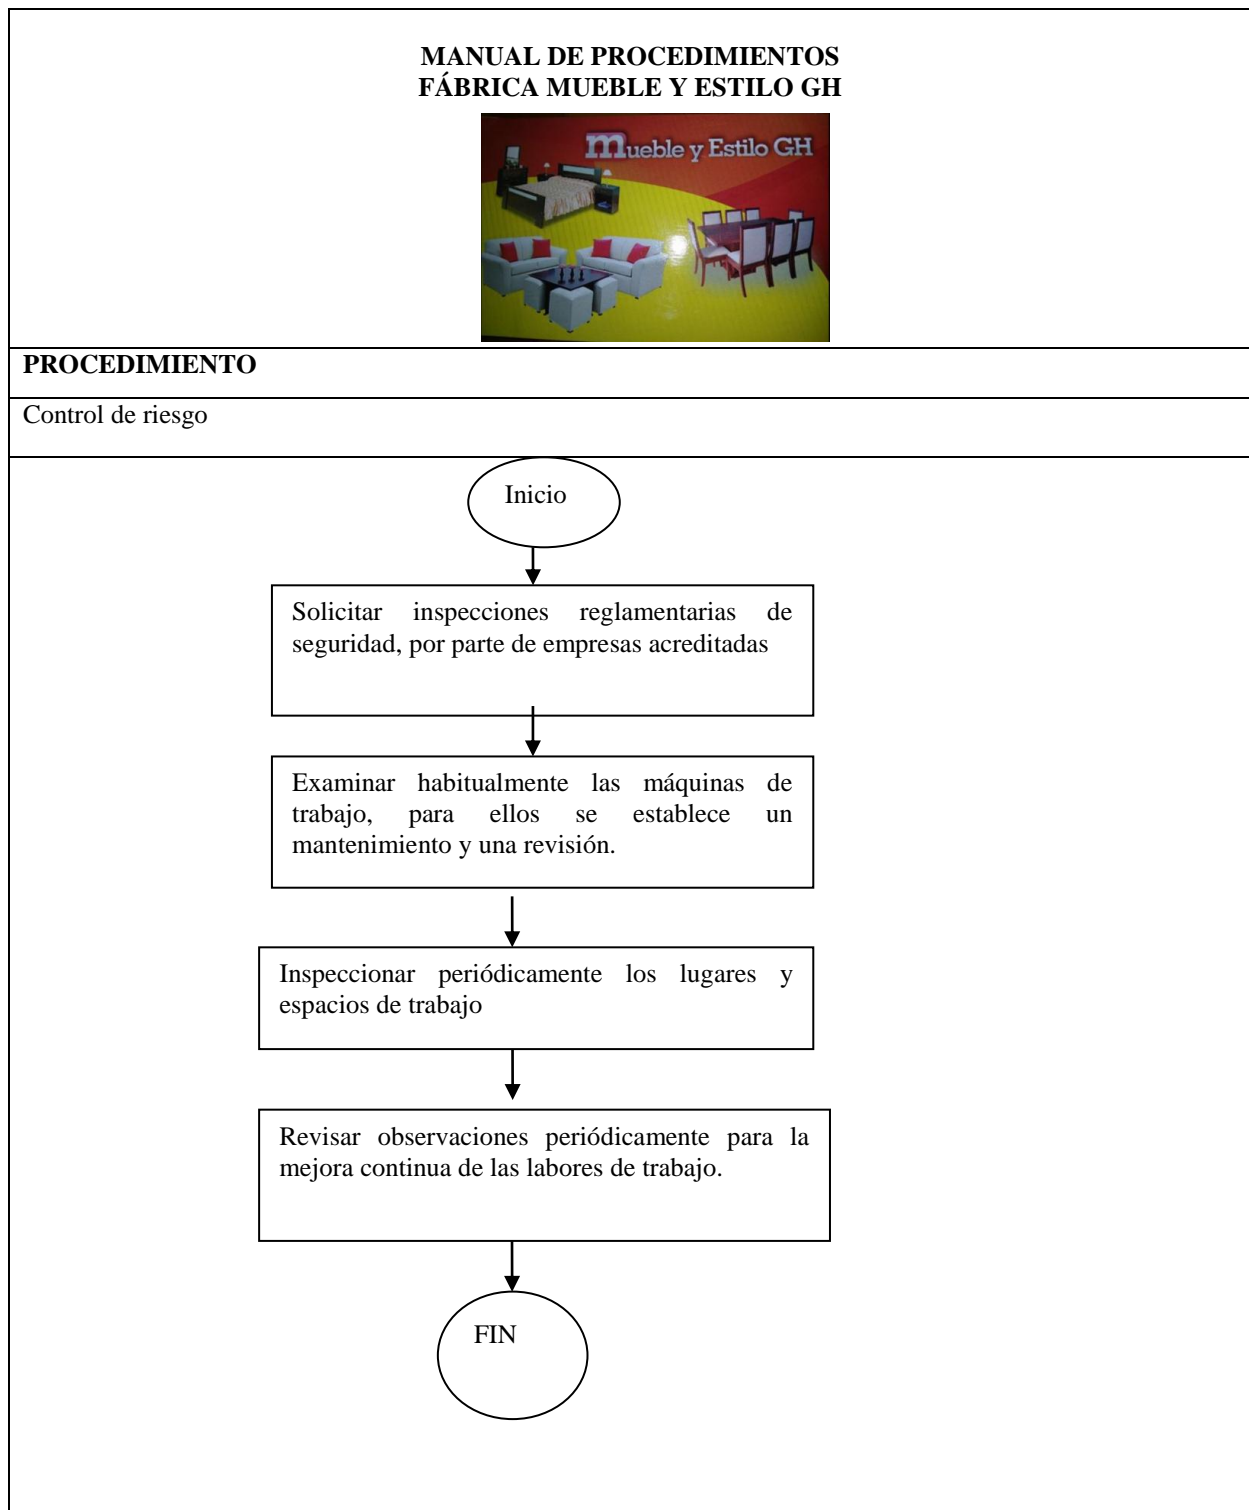 MANUAL DE PROCEDIMIENTOS
FÁBRICA MUEBLE Y ESTILO GH
mueble y Estilo GH
PROCEDIMIENTO
Control de riesgo
Inicio
Solicitar inspecciones reglamentarias de
seguridad, por parte de empresas acreditadas
Examinar habitualmente las máquinas de
trabajo, para ellos se establece un
mantenimiento y una revisión.
Inspeccionar periódicamente los lugares y
espacios de trabajo
Revisar observaciones periódicamente para la
mejora continua de las labores de trabajo.
FIN